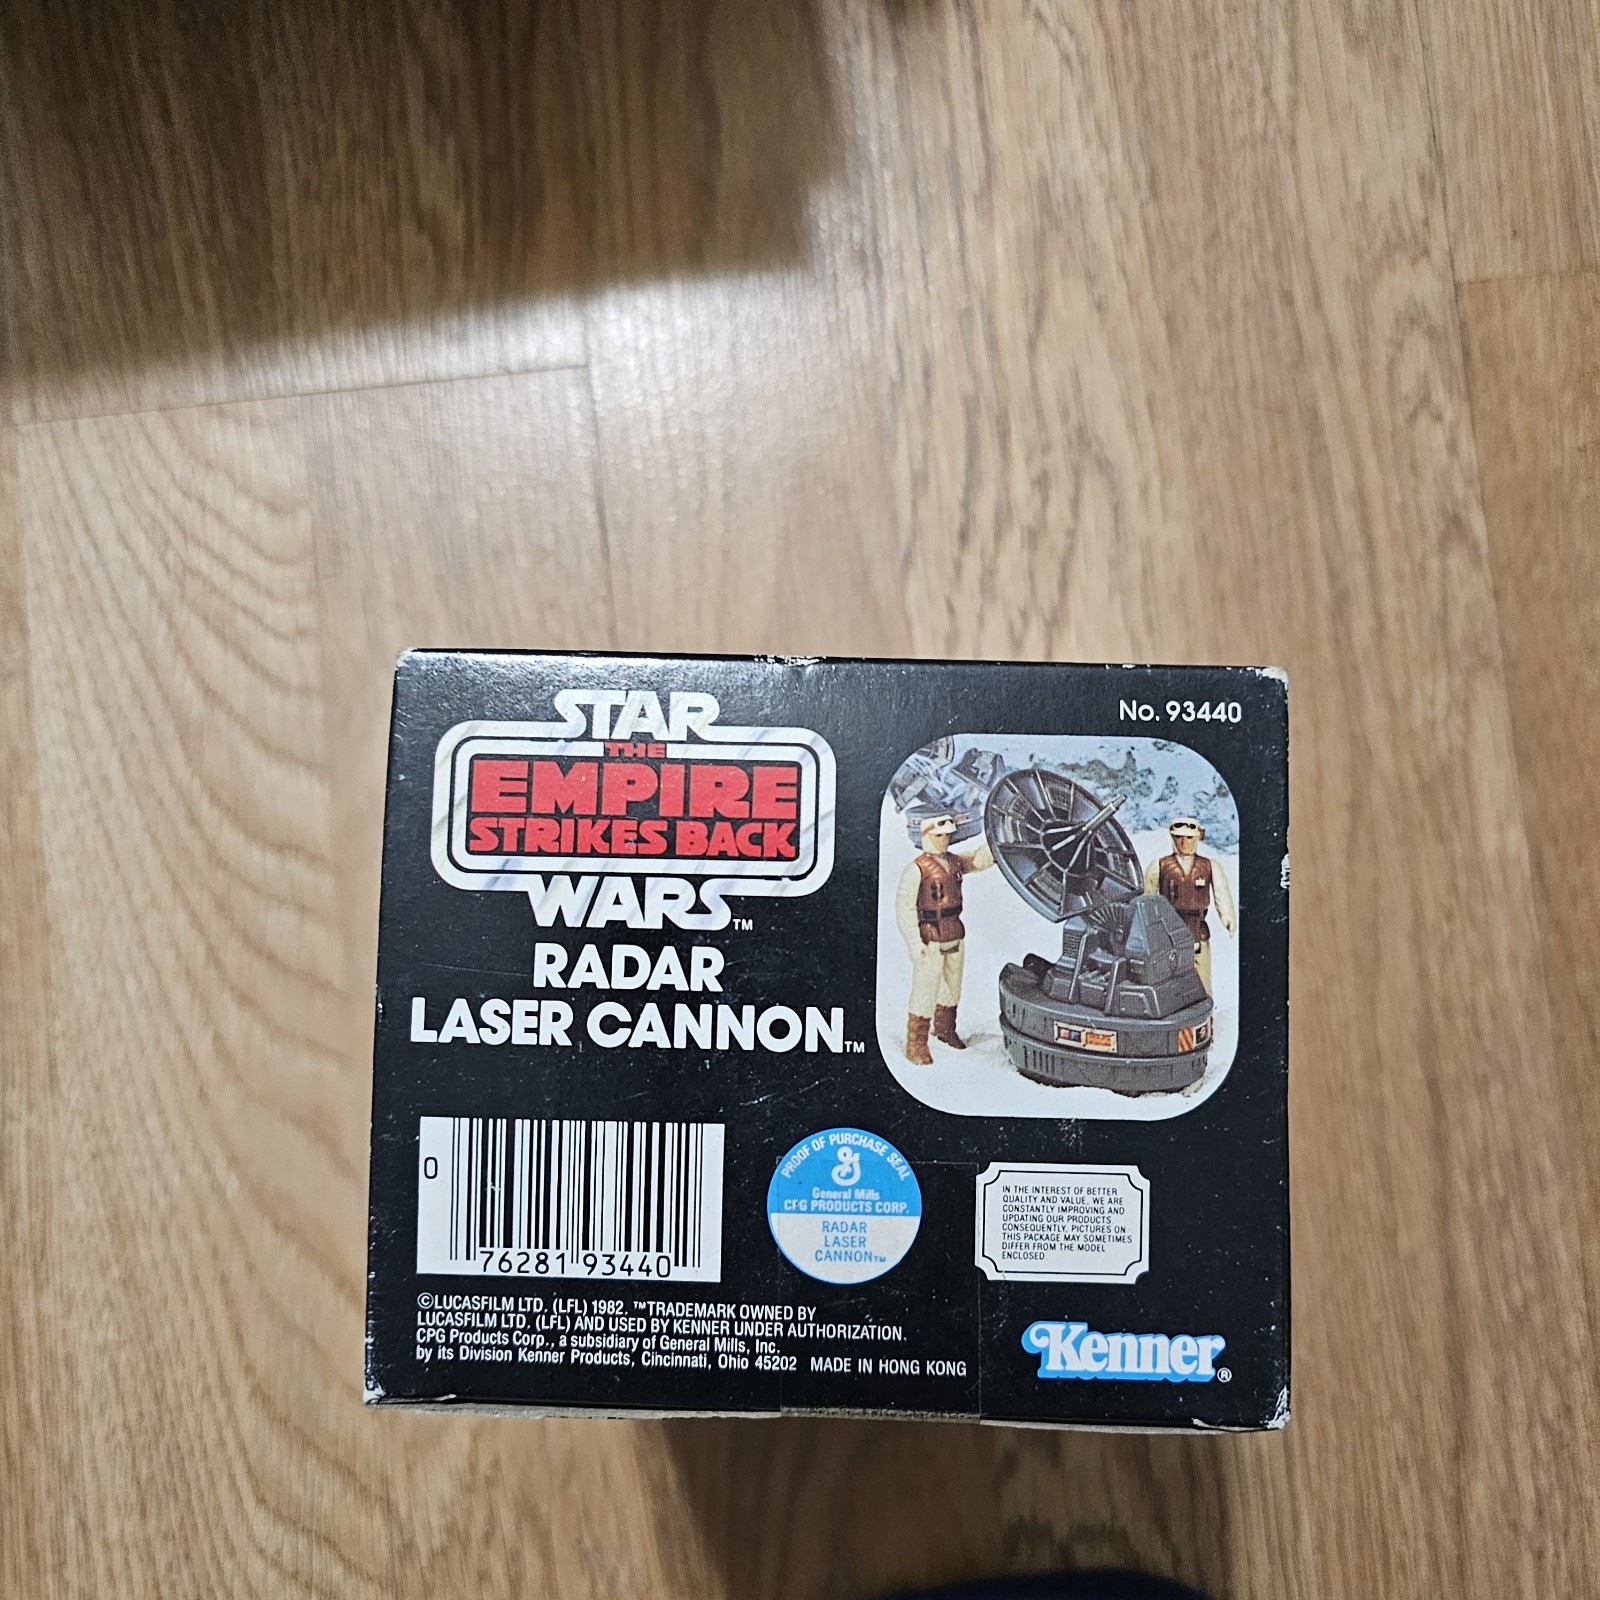 STAR
THE
EMPIRE
STRIKES BACK
WARS™
RADAR
LASER CANNON™
No. 93440
0
76281 93440
PROOF OF PURCHASE SEAL
General Mills
CPG PRODUCTS CORP.
RADAR
LASER
CANNON™
IN THE INTEREST OF BETTER
QUALITY AND VALUE, WE ARE
CONSTANTLY IMPROVING AND
UPDATING OUR PRODUCTS.
CONSEQUENTLY, PICTURES ON
THIS PACKAGE MAY SOMETIMES
DIFFER FROM THE MODEL
ENCLOSED.
©LUCASFILM LTD. (LFL) 1982. ™TRADEMARK OWNED BY
LUCASFILM LTD. (LFL) AND USED BY KENNER UNDER AUTHORIZATION.
CPG Products Corp., a subsidiary of General Mills, Inc.
by its Division Kenner Products, Cincinnati, Ohio 45202 MADE IN HONG KONG
Kenner®